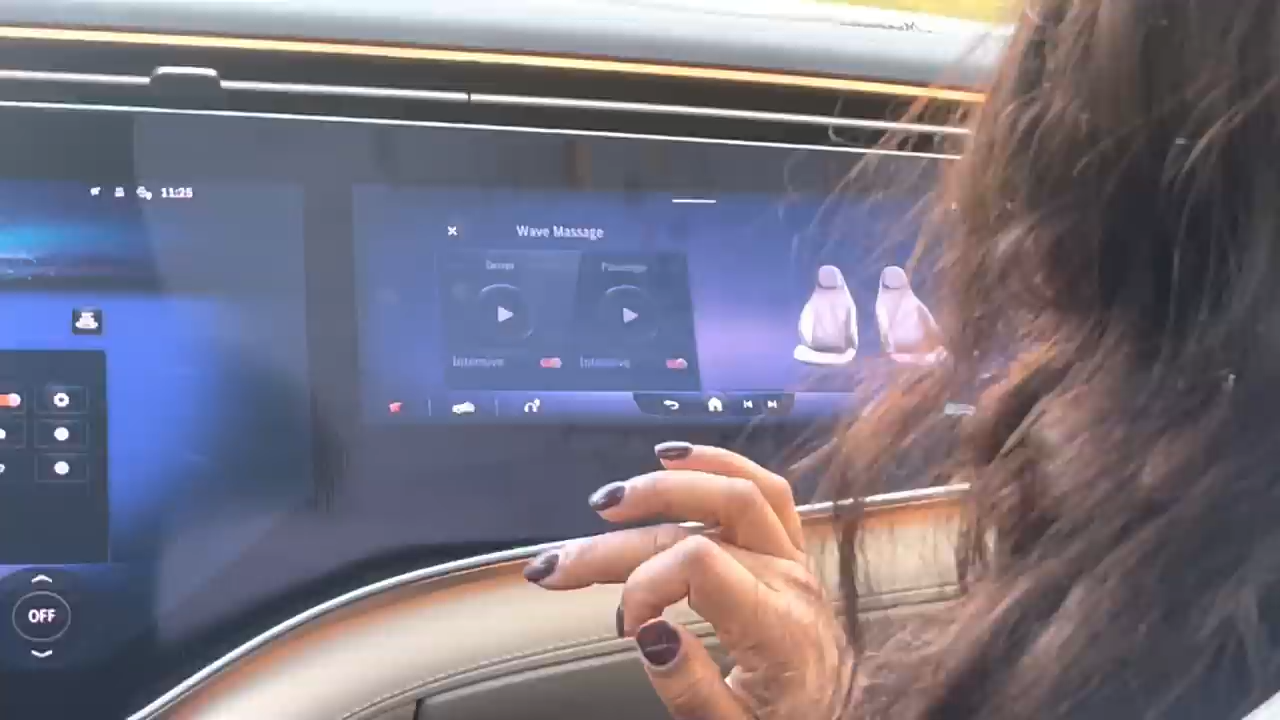 11:25
Wave Massage
Driver
Passenger
Intensive
Intensive
OFF